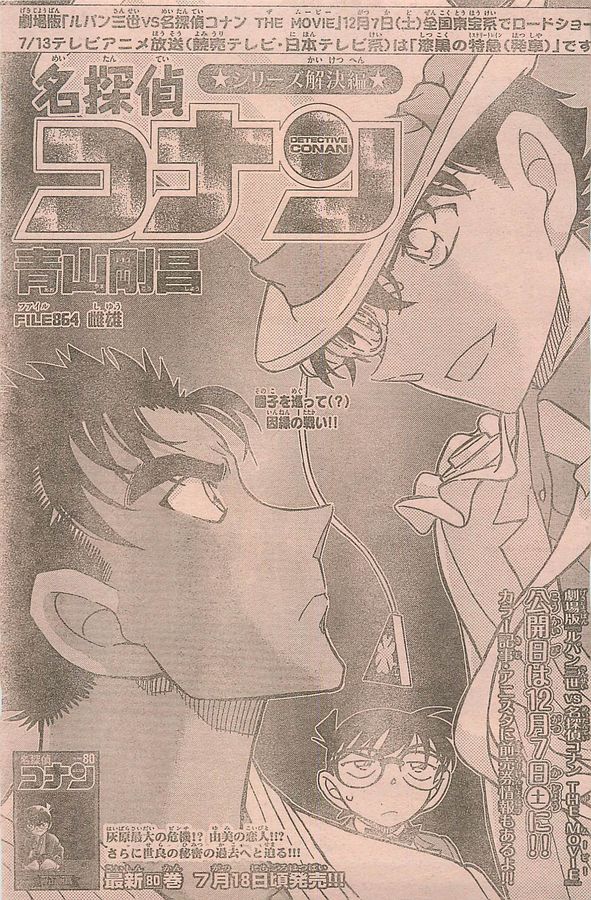 劇場版「ルパン三世VS名探偵コナン THE MOVIE」12月7日(土)全国東宝系でロードショー
7/13テレビアニメ放送(読売テレビ・日本テレビ系)は「漆黒の特急(発車)」です
★シリーズ解決編★
名探偵
コナン
DETECTIVE
CONAN
青山剛昌
FILE864 雌雄
帽子を巡って(?)
因縁の戦い!!
劇場版「ルパン三世VS名探偵コナン THE MOVIE」
公開日は12月7日(土)に!!
カラー記事・アニスタに前売券情報もあるよ!!
名探偵
コナン
80
灰原最大の危機!? 由美の恋人!!?
さらに世良の秘密の過去へと迫る!!!
最新80巻 7月18日頃発売!!!